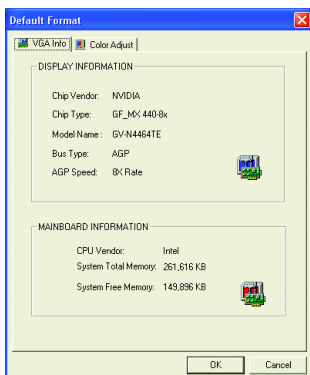 Default Format
VGA Info Color Adjust
DISPLAY INFORMATION
Chip Vendor: NVIDIA
Chip Type: GF_MX 440-8x
Model Name : GV-N4464TE
Bus Type: AGP
AGP Speed: 8X Rate
MAINBOARD INFORMATION
CPU Vendor: Intel
System Total Memory: 261,616 KB
System Free Memory: 149,896 KB
OK Cancel